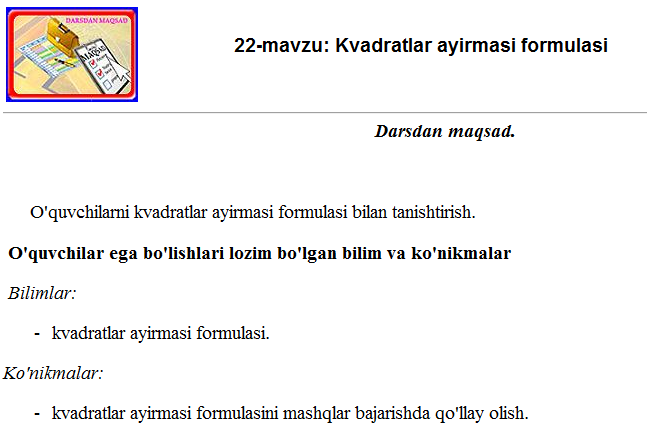 DARSDAN MAQSAD
MAQSAD
22-mavzu: Kvadratlar ayirmasi formulasi
Darsdan maqsad.
O'quvchilarni kvadratlar ayirmasi formulasi bilan tanishtirish.
O'quvchilar ega bo'lishlari lozim bo'lgan bilim va ko'nikmalar
Bilimlar:
- kvadratlar ayirmasi formulasi.
Ko'nikmalar:
- kvadratlar ayirmasi formulasini mashqlar bajarishda qo'llay olish.